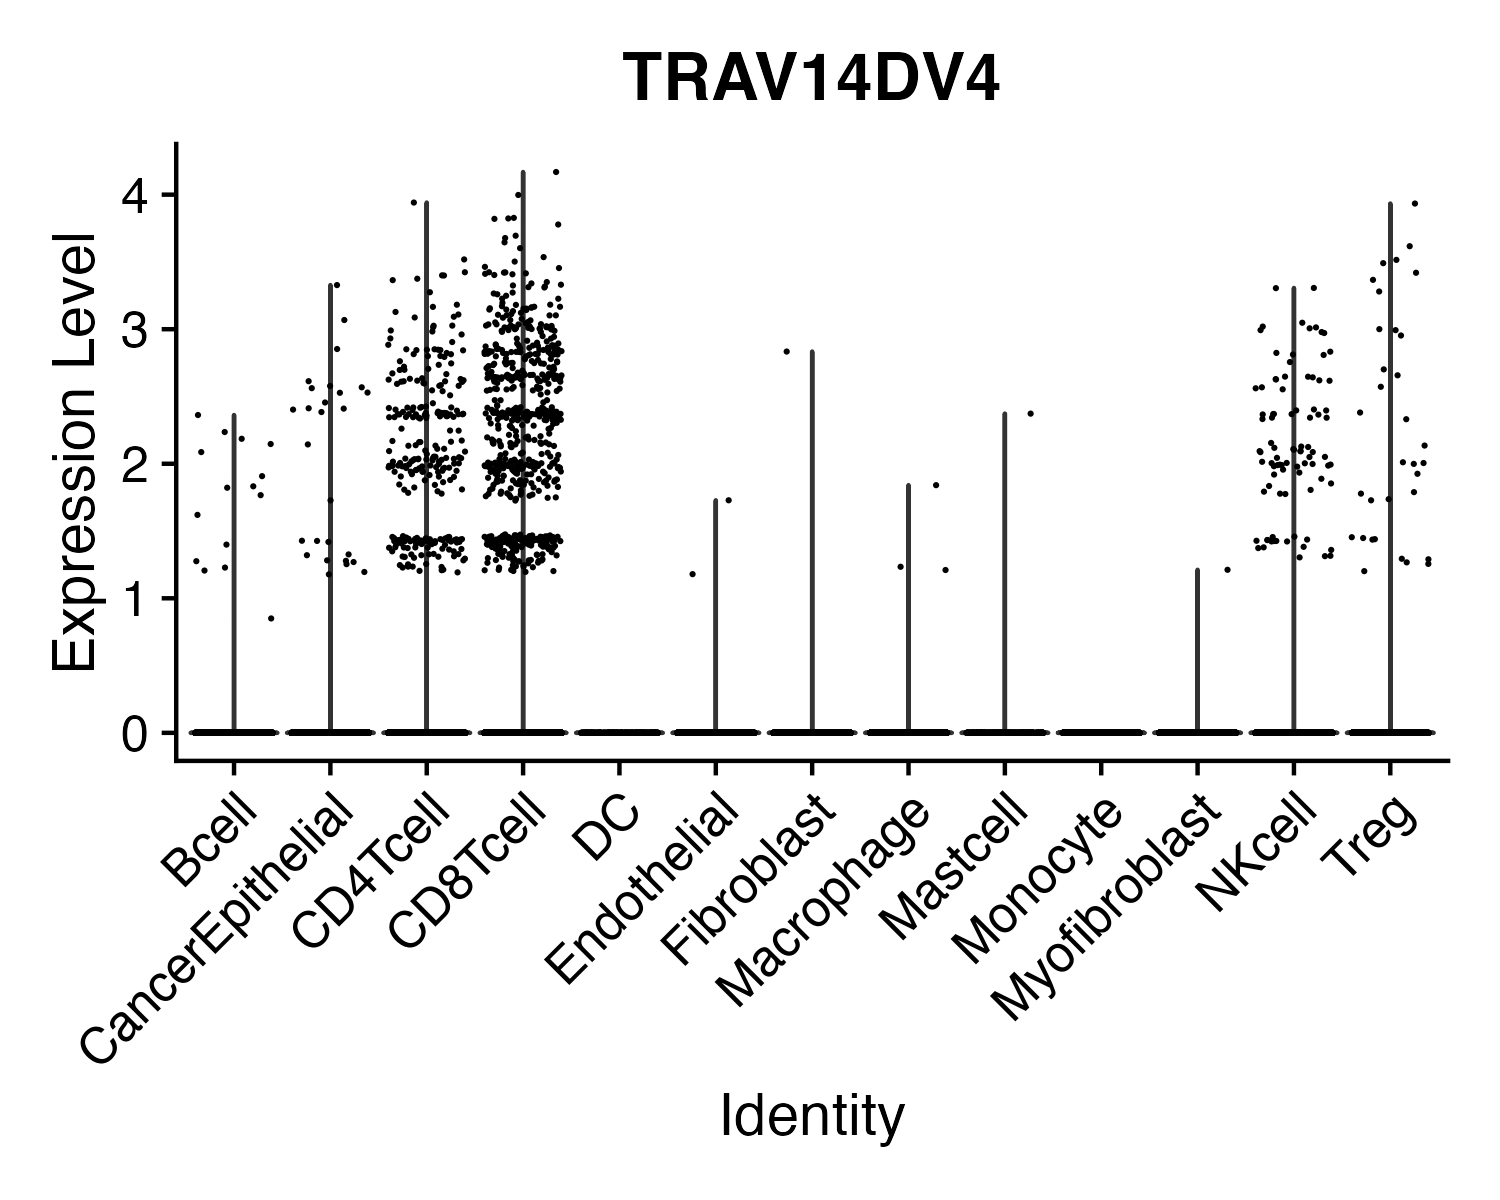 TRAV14DV4
Expression Level
4
3
2
1
0
Bcell
CancerEpithelial
CD4Tcell
CD8Tcell
DC
Endothelial
Fibroblast
Macrophage
Mastcell
Monocyte
Myofibroblast
NKcell
Treg
Identity